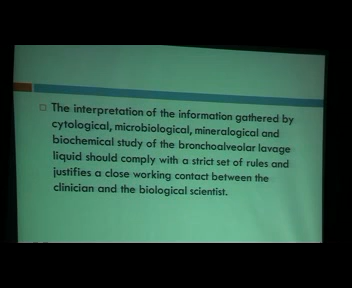 The interpretation of the information gathered by
cytological, microbiological, mineralogical and
biochemical study of the bronchoalveolar lavage
liquid should comply with a strict set of rules and
justifies a close working contact between the
clinician and the biological scientist.